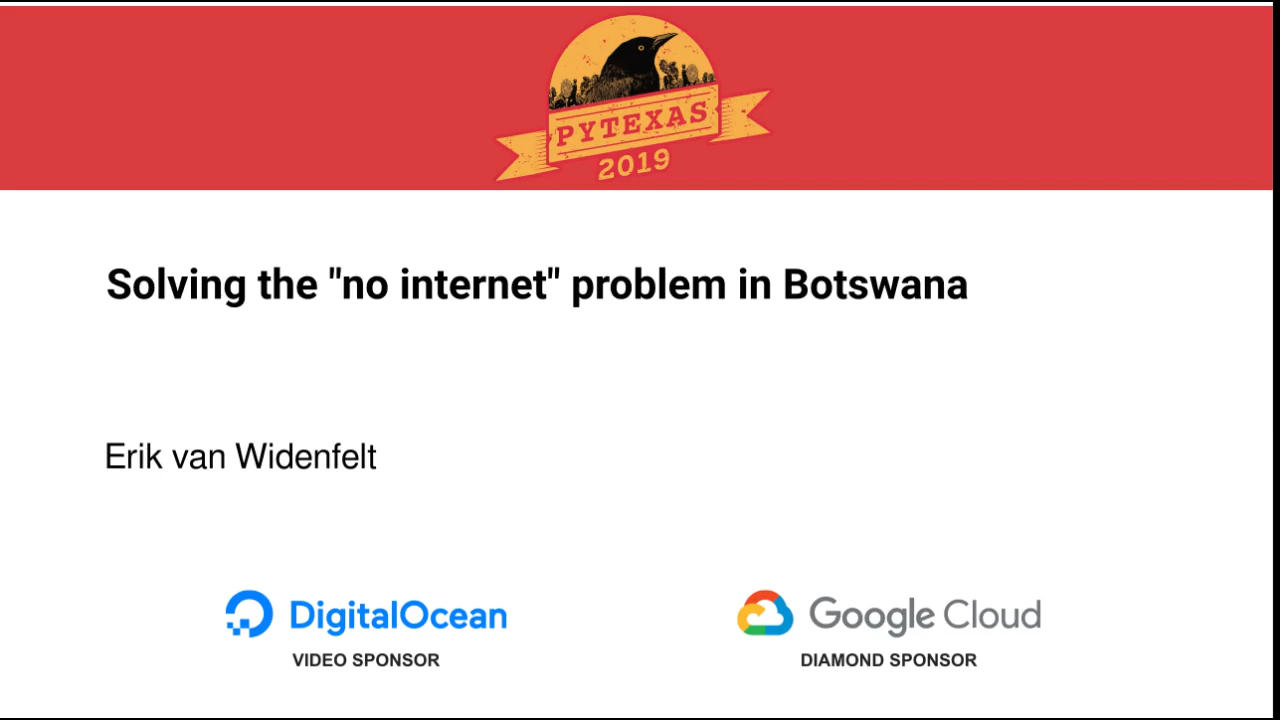 PYTEXAS
2019
Solving the "no internet" problem in Botswana
Erik van Widenfelt
DigitalOcean
VIDEO SPONSOR
Google Cloud
DIAMOND SPONSOR